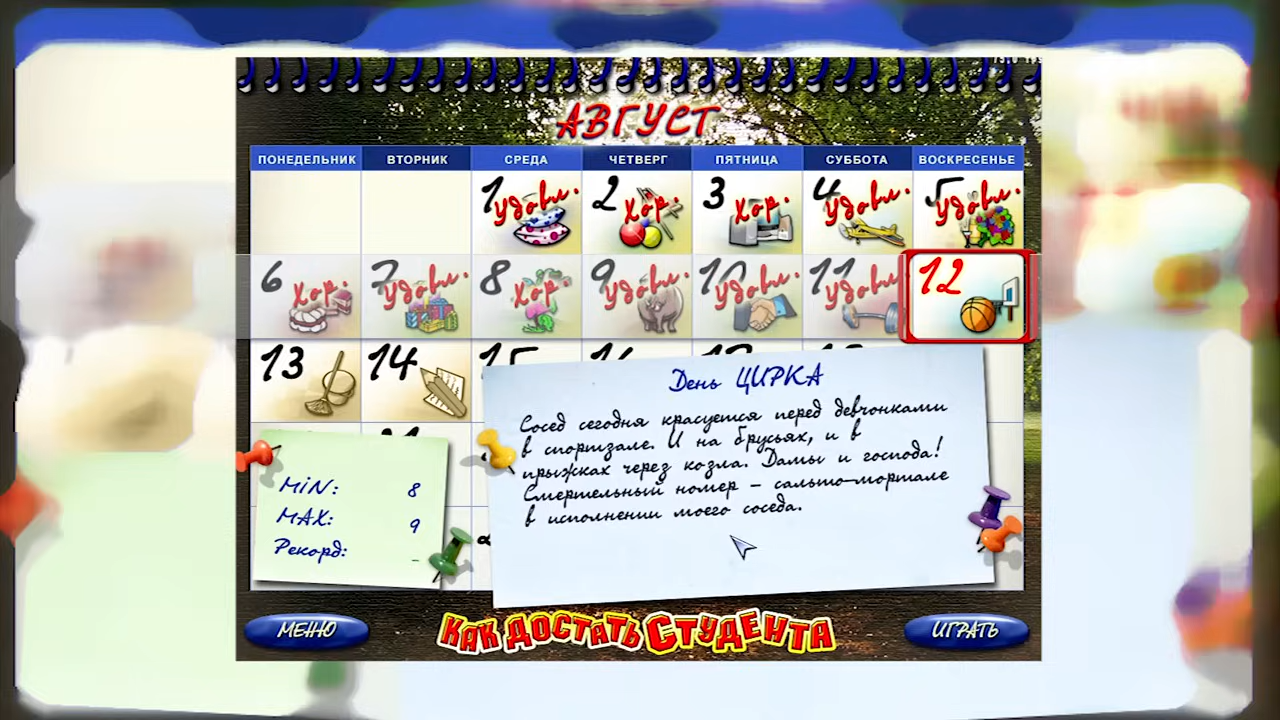 АВГУСТ
ПОНЕДЕЛЬНИК ВТОРНИК СРЕДА ЧЕТВЕРГ ПЯТНИЦА СУББОТА ВОСКРЕСЕНЬЕ
1 Удовл. 2 Хор. 3 Хор. 4 Удовл. 5 Удовл.
6 Хор. 7 Удовл. 8 Хор. 9 Удовл. 10 Удовл. 11 Удовл. 12
13 14 15
День ЦИРКА
Сосед сегодня красуется перед девчонками
в спортзале. И на брусьях, и в
прыжках через козла. Дамы и господа!
Смертельный номер – сальто-мортале
в исполнении моего соседа.
MIN: 8
MAX: 9
Рекорд: -
МЕНЮ КАК ДОСТАТЬ СТУДЕНТА ИГРАТЬ